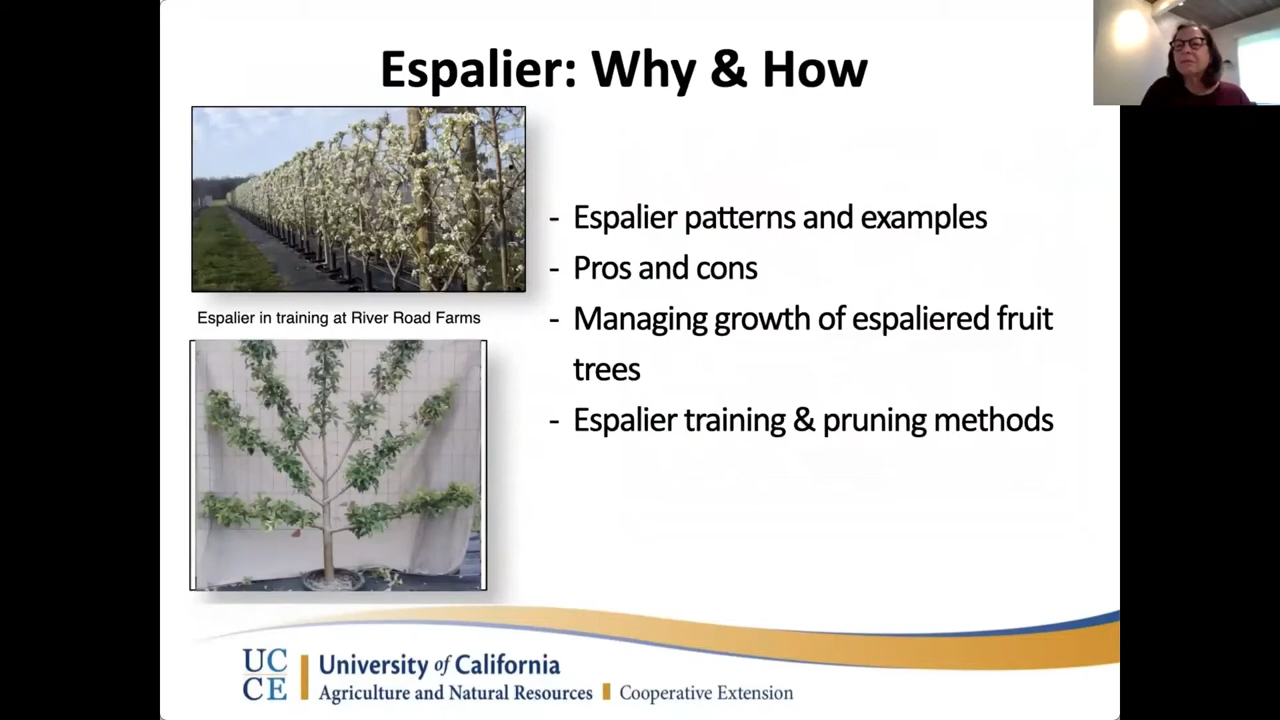 Espalier: Why & How
Espalier in training at River Road Farms
- Espalier patterns and examples
- Pros and cons
- Managing growth of espaliered fruit
trees
- Espalier training & pruning methods
UC
CE
University of California
Agriculture and Natural Resources
Cooperative Extension